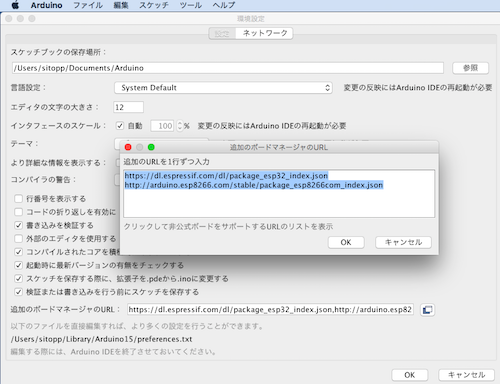 Arduino ファイル 編集 スケッチ ツール ヘルプ
環境設定
設定 ネットワーク
スケッチブックの保存場所：
/Users/sitopp/Documents/Arduino 参照
言語設定： System Default 変更の反映にはArduino IDEの再起動が必要
エディタの文字の大きさ： 12
インタフェースのスケール： 自動 100 % 変更の反映にはArduino IDEの再起動が必要
テーマ：
より詳細な情報を表示する：
コンパイラの警告：
追加のボードマネージャのURL
追加のURLを1行ずつ入力
https://dl.espressif.com/dl/package_esp32_index.json
http://arduino.esp8266.com/stable/package_esp8266com_index.json
クリックして非公式ボードをサポートするURLのリストを表示
OK キャンセル
行番号を表示する
コードの折り返しを有効に
書き込みを検証する
外部のエディタを使用する
コンパイルされたコアを積極
起動時に最新バージョンの有無をチェックする
スケッチを保存する際に、拡張子を.pdeから.inoに変更する
検証または書き込みを行う前にスケッチを保存する
追加のボードマネージャのURL： https://dl.espressif.com/dl/package_esp32_index.json,http://arduino.esp82
以下のファイルを直接編集すれば、より多くの設定を行うことができます。
/Users/sitopp/Library/Arduino15/preferences.txt
編集する際には、Arduino IDEを終了させておいてください。
OK キャンセル